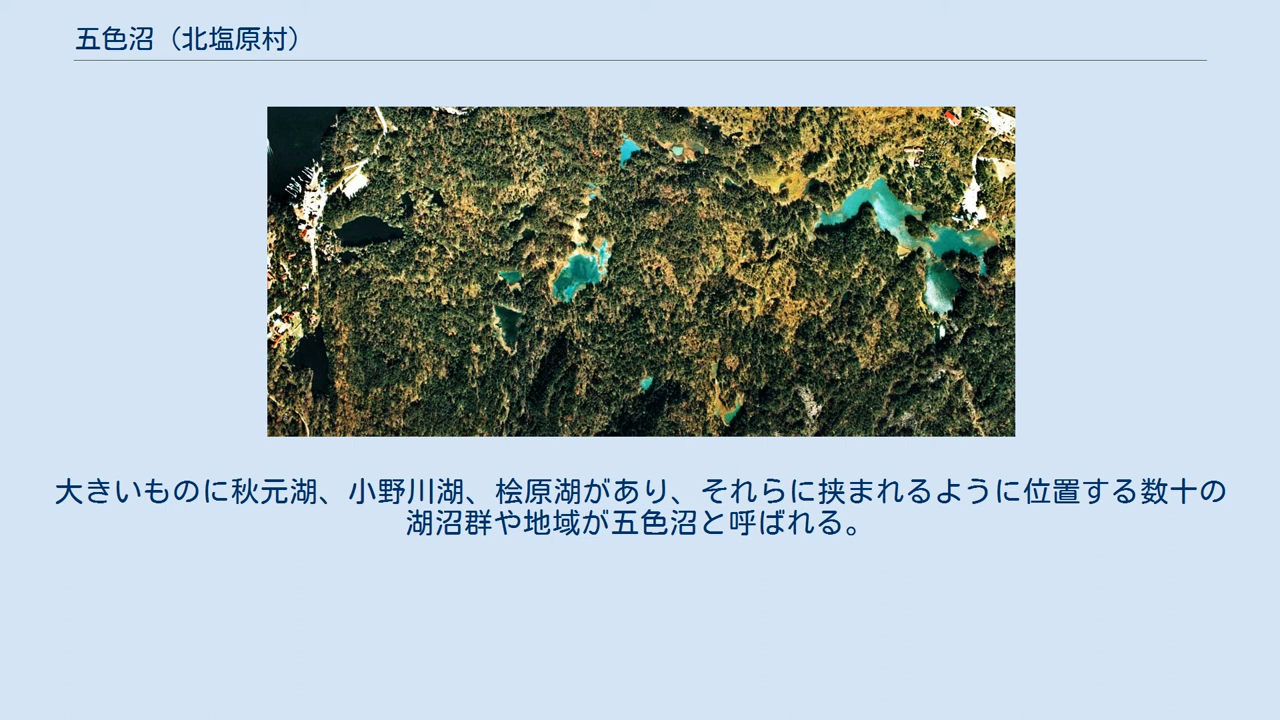 五色沼（北塩原村）
大きいものに秋元湖、小野川湖、桧原湖があり、それらに挟まれるように位置する数十の
湖沼群や地域が五色沼と呼ばれる。